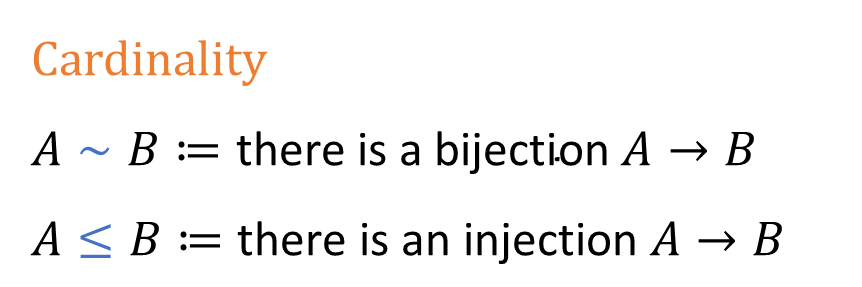 Cardinality
A ~ B ≔ there is a bijection A → B
A ≤ B ≔ there is an injection A → B